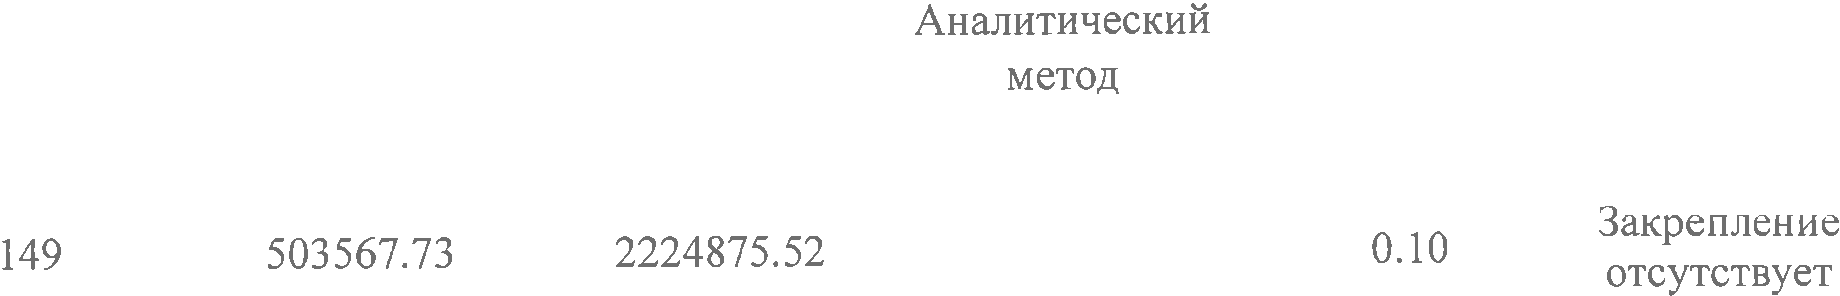 Аналитический
метод
149 503567.73 2224875.52 0.10 Закрепление
отсутствует